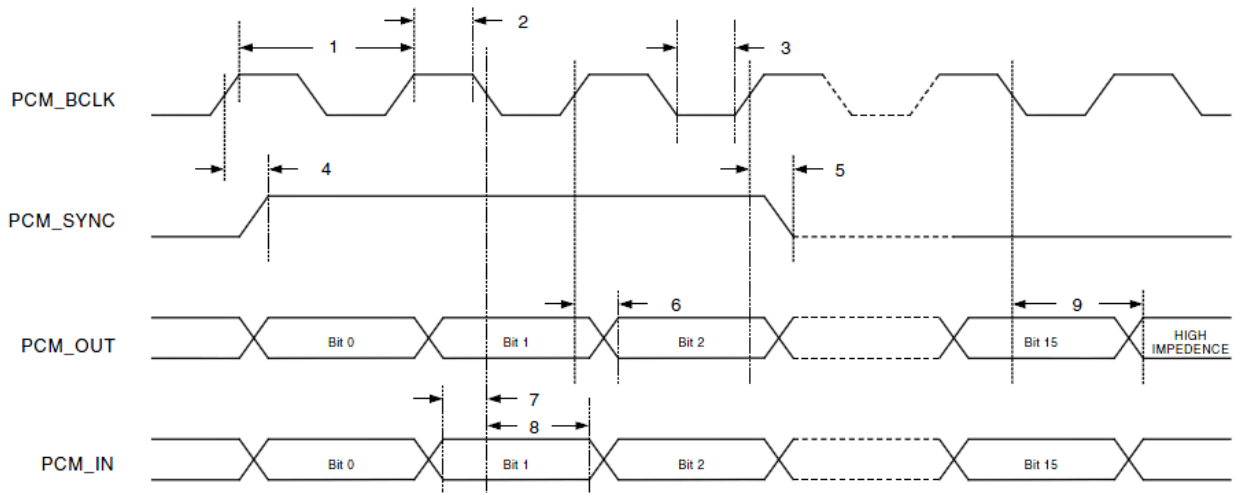 1
2
3
PCM_BCLK
4
5
PCM_SYNC
6
9
PCM_OUT
Bit 0
Bit 1
Bit 2
Bit 15
HIGH
IMPEDENCE
7
8
PCM_IN
Bit 0
Bit 1
Bit 2
Bit 15